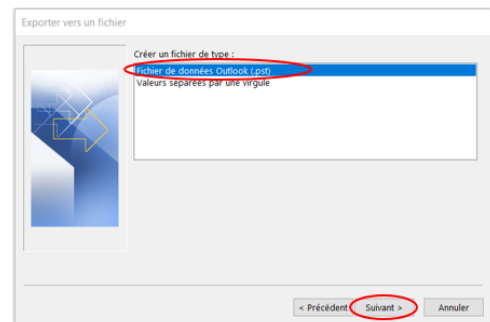 Exporter vers un fichier
Créer un fichier de type :
Fichier de données Outlook (.pst)
Valeurs séparées par une virgule
< Précédent Suivant > Annuler